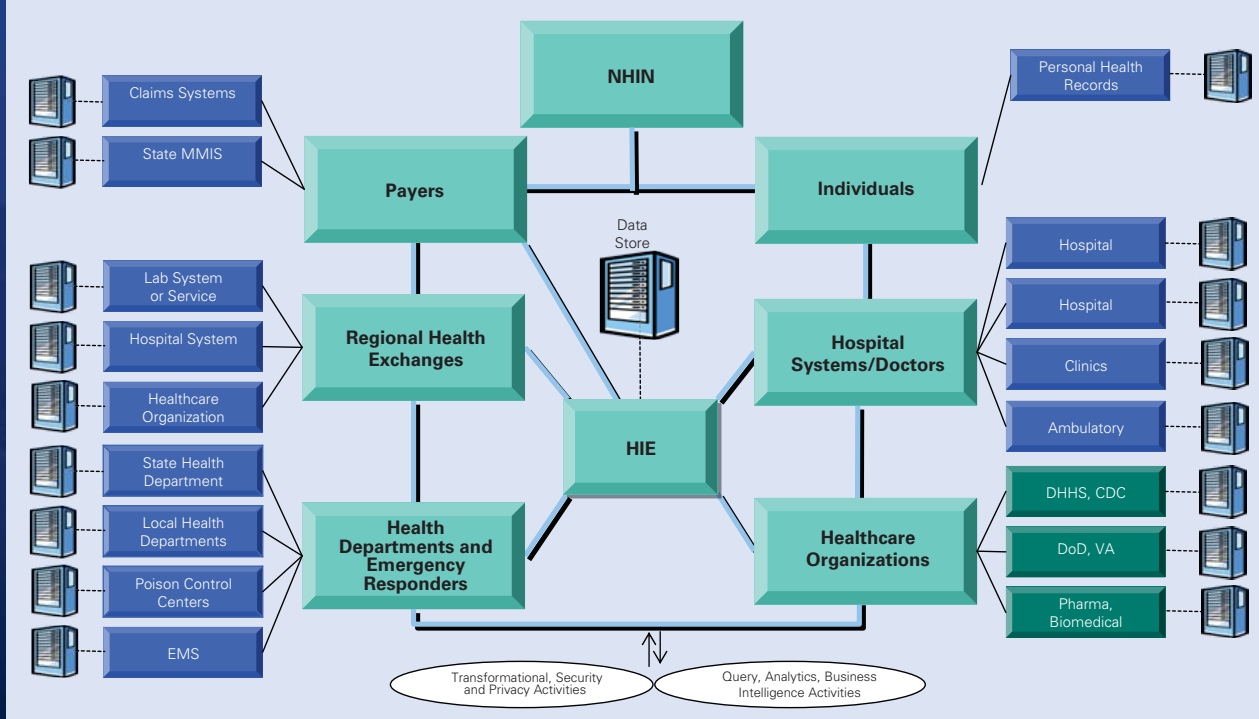 NHIN
Personal Health
Records
Claims Systems
State MMIS
Payers
Individuals
Data
Store
Hospital
Lab System
or Service
Hospital
Regional Health
Exchanges
Hospital System
Hospital
Systems/Doctors
Clinics
Healthcare
Organization
Ambulatory
HIE
State Health
Department
DHHS, CDC
Local Health
Departments
Health
Departments and
Emergency
Responders
Healthcare
Organizations
DoD, VA
Poison Control
Centers
Pharma,
Biomedical
EMS
Transformational, Security
and Privacy Activities
Query, Analytics, Business
Intelligence Activities